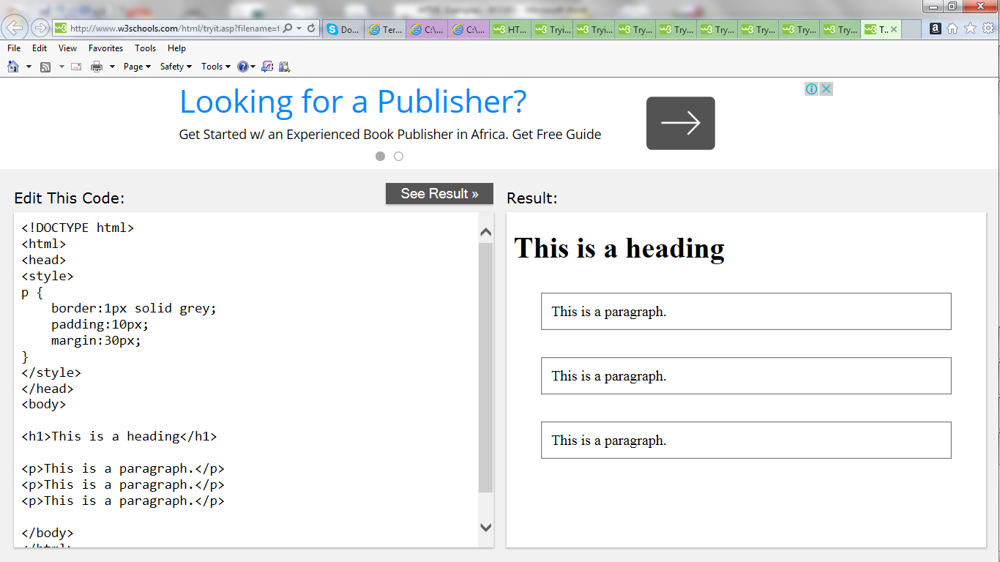 http://www.w3schools.com/html/tryit.asp?filename=t
Do...
Ter...
C:\...
C:\...
HT...
Tryi...
Tryi...
Try...
Try...
Try...
Try...
Try...
Try...
T...
File Edit View Favorites Tools Help
Page Safety Tools
Looking for a Publisher?
Get Started w/ an Experienced Book Publisher in Africa. Get Free Guide
Edit This Code:
See Result »
Result:
<!DOCTYPE html>
<html>
<head>
<style>
p {
    border:1px solid grey;
    padding:10px;
    margin:30px;
}
</style>
</head>
<body>
<h1>This is a heading</h1>
<p>This is a paragraph.</p>
<p>This is a paragraph.</p>
<p>This is a paragraph.</p>
</body>
</html>
This is a heading
This is a paragraph.
This is a paragraph.
This is a paragraph.